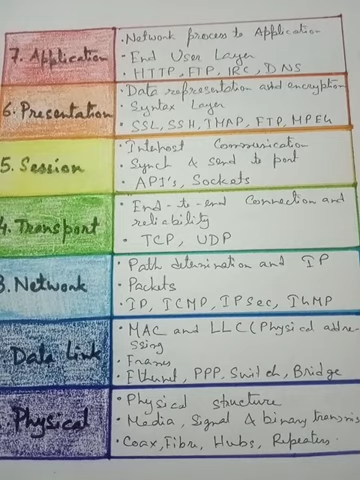 7. Application
• Network process to Application
• End User Layer
• HTTP, FTP, IRC, DNS
6. Presentation
• Data representation and encryption
• Syntax Layer
• SSL, SSH, IMAP, FTP, MPEG
5. Session
• Interhost Communication
• Synch & send to port
• API's, Sockets
4. Transport
• End-to-end Connection and
reliability
• TCP, UDP
3. Network
• Path determination and IP
• Packets
• IP, ICMP, IPSec, IGMP
Data Link
• MAC and LLC (Physical addre-
ssing
• Frames
• Ethernet, PPP, Switch, Bridge
Physical
• Physical structure
• Media, Signal & binary transmis
• Coax, Fibre, Hubs, Repeaters